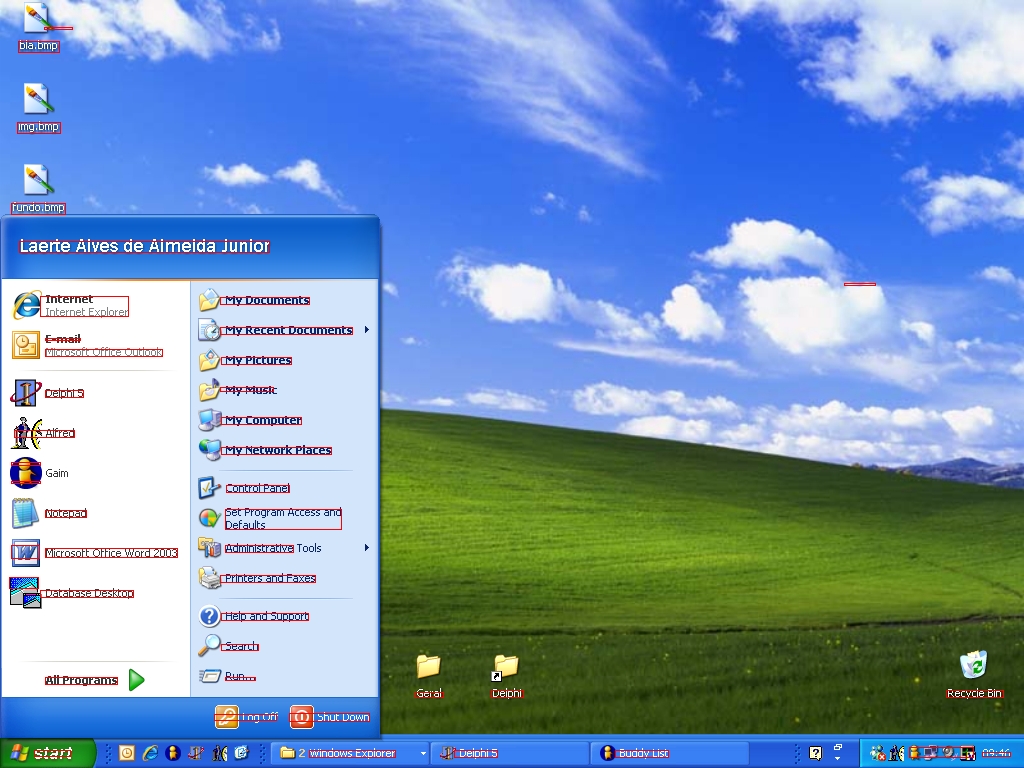 bla.bmp
img.bmp
fundo.bmp
Laerte Alves de Almeida Junior
Internet
Internet Explorer
E-mail
Microsoft Office Outlook
Delphi 5
Alfred
Gaim
Notepad
Microsoft Office Word 2003
Database Desktop
All Programs
My Documents
My Recent Documents
My Pictures
My Music
My Computer
My Network Places
Control Panel
Set Program Access and
Defaults
Administrative Tools
Printers and Faxes
Help and Support
Search
Run...
Log Off
Shut Down
Geral
Delphi
Recycle Bin
start
2 Windows Explorer
Delphi 5
Buddy List
09:46